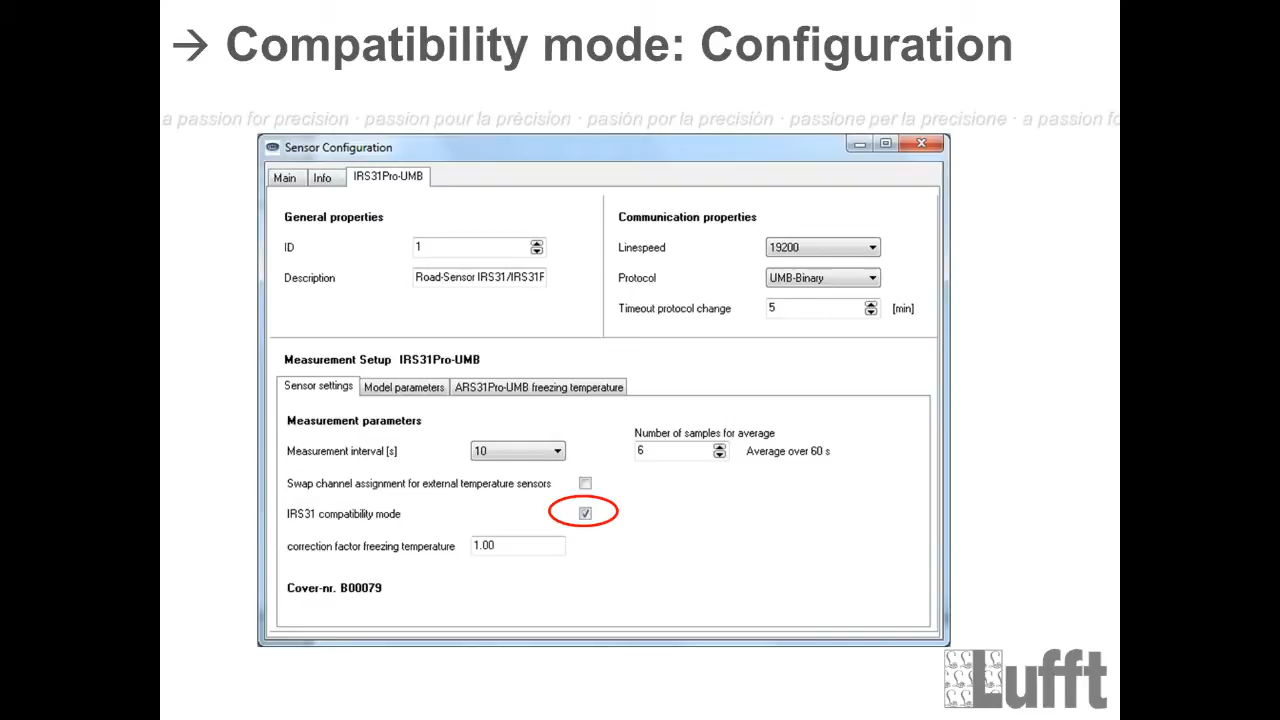 → Compatibility mode: Configuration
a passion for precision · passion pour la précision · pasión por la precisión · passione per la precisione · a passion fo
Sensor Configuration
Main Info IRS31Pro-UMB
General properties
ID 1
Description Road-Sensor IRS31/IRS31F
Communication properties
Linespeed 19200
Protocol UMB-Binary
Timeout protocol change 5 [min]
Measurement Setup IRS31Pro-UMB
Sensor settings Model parameters ARS31Pro-UMB freezing temperature
Measurement parameters
Number of samples for average
Measurement interval [s] 10 6 Average over 60 s
Swap channel assignment for external temperature sensors
IRS31 compatibility mode
correction factor freezing temperature 1.00
Cover-nr. B00079
Lufft